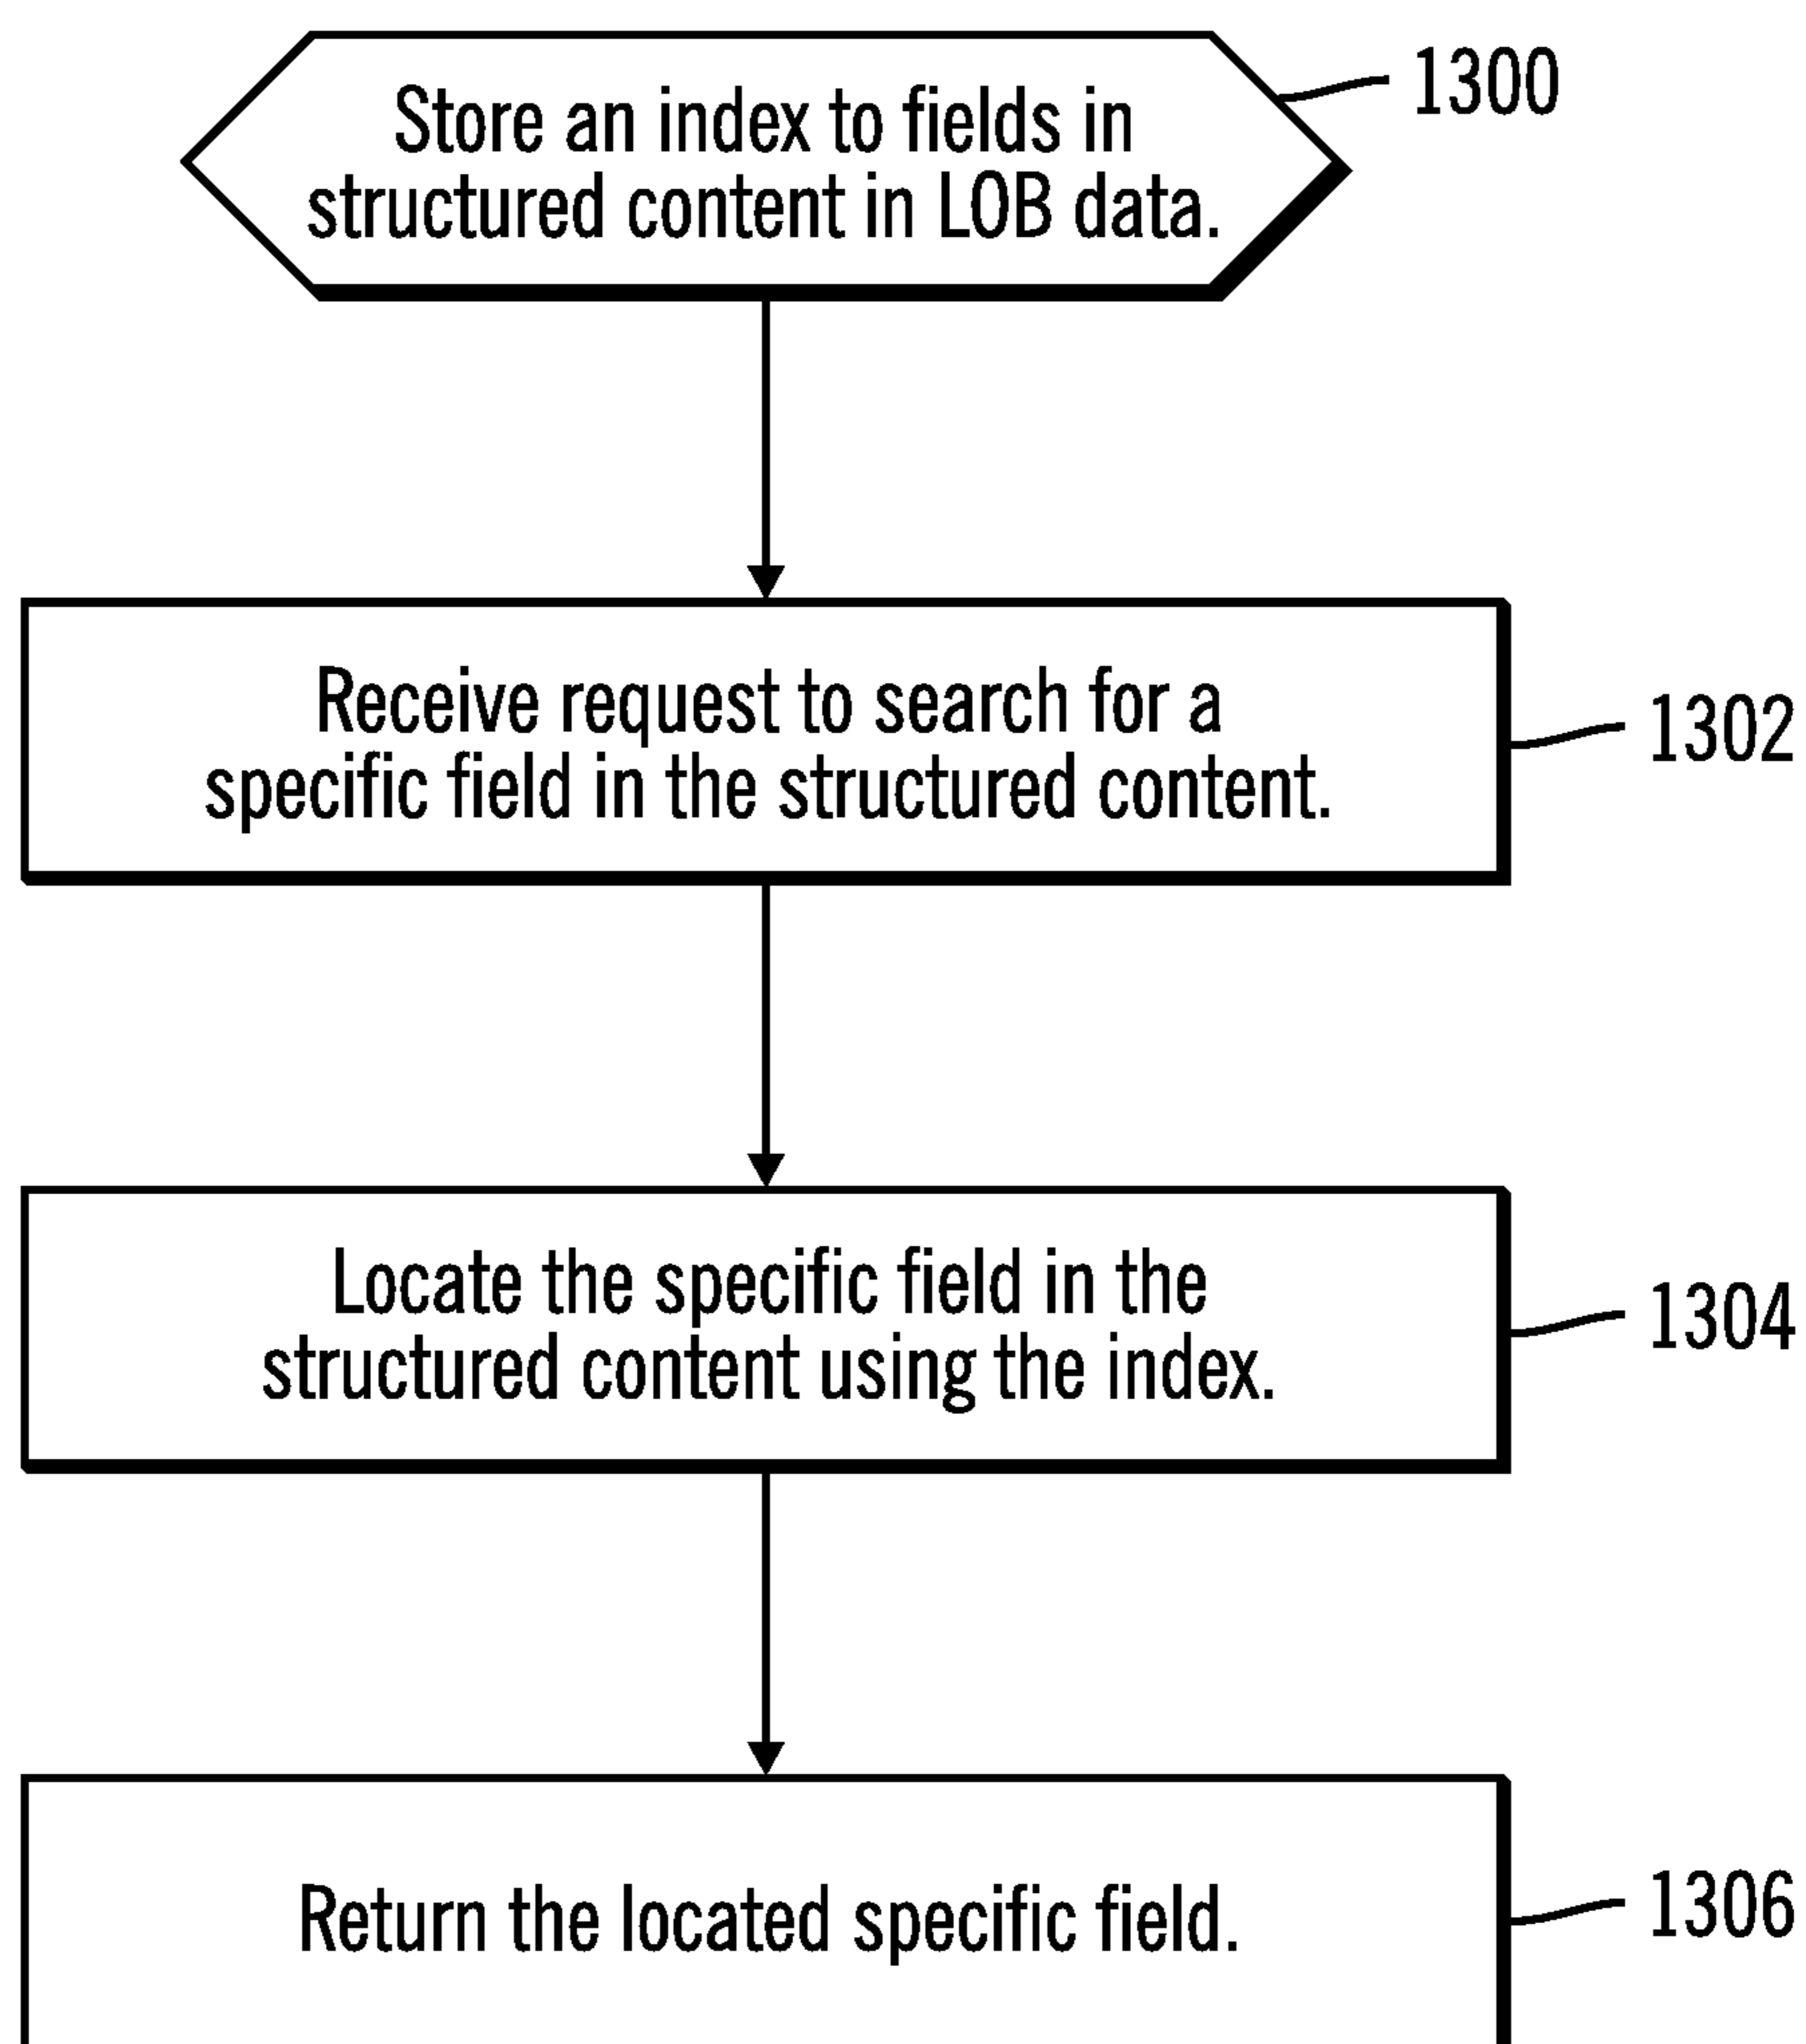 Store an index to fields in
structured content in LOB data.
1300
Receive request to search for a
specific field in the structured content.
1302
Locate the specific field in the
structured content using the index.
1304
Return the located specific field.
1306